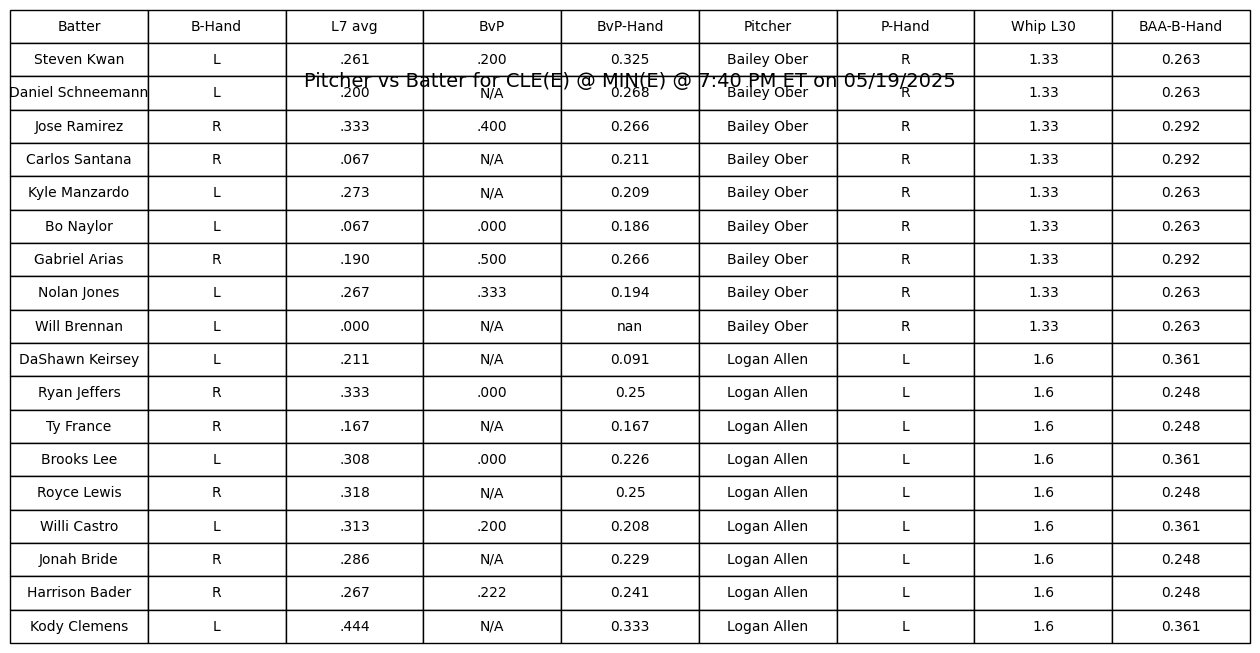 Batter B-Hand L7 avg BvP BvP-Hand Pitcher P-Hand Whip L30 BAA-B-Hand
Steven Kwan L .261 .200 0.325 Bailey Ober R 1.33 0.263
Pitcher vs Batter for CLE(E) @ MIN(E) @ 7:40 PM ET on 05/19/2025
Daniel Schneemann L .200 N/A 0.268 Bailey Ober R 1.33 0.263
Jose Ramirez R .333 .400 0.266 Bailey Ober R 1.33 0.292
Carlos Santana R .067 N/A 0.211 Bailey Ober R 1.33 0.292
Kyle Manzardo L .273 N/A 0.209 Bailey Ober R 1.33 0.263
Bo Naylor L .067 .000 0.186 Bailey Ober R 1.33 0.263
Gabriel Arias R .190 .500 0.266 Bailey Ober R 1.33 0.292
Nolan Jones L .267 .333 0.194 Bailey Ober R 1.33 0.263
Will Brennan L .000 N/A nan Bailey Ober R 1.33 0.263
DaShawn Keirsey L .211 N/A 0.091 Logan Allen L 1.6 0.361
Ryan Jeffers R .333 .000 0.25 Logan Allen L 1.6 0.248
Ty France R .167 N/A 0.167 Logan Allen L 1.6 0.248
Brooks Lee L .308 .000 0.226 Logan Allen L 1.6 0.361
Royce Lewis R .318 N/A 0.25 Logan Allen L 1.6 0.248
Willi Castro L .313 .200 0.208 Logan Allen L 1.6 0.361
Jonah Bride R .286 N/A 0.229 Logan Allen L 1.6 0.248
Harrison Bader R .267 .222 0.241 Logan Allen L 1.6 0.248
Kody Clemens L .444 N/A 0.333 Logan Allen L 1.6 0.361